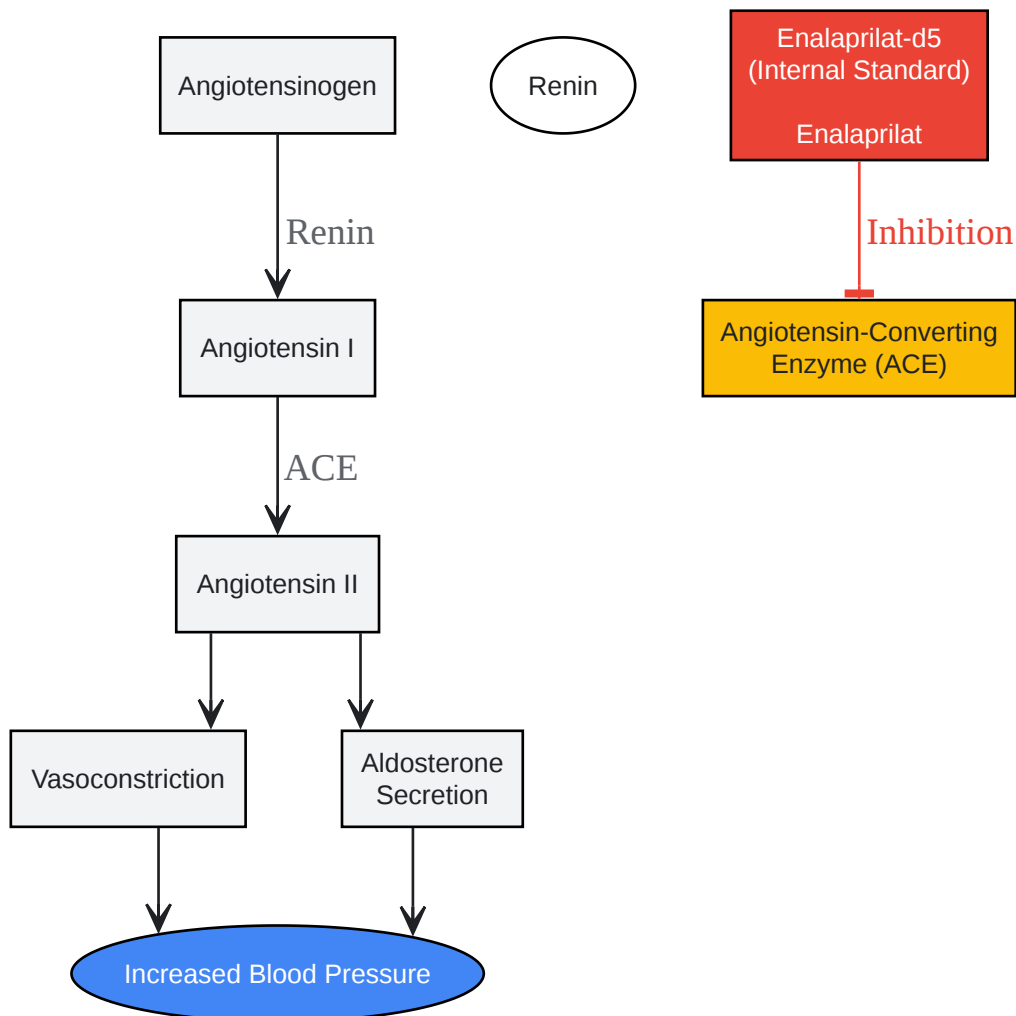 Angiotensinogen
Renin
Enalaprilat-d5
(Internal Standard)
Enalaprilat
Renin
Inhibition
Angiotensin I
Angiotensin-Converting
Enzyme (ACE)
ACE
Angiotensin II
Vasoconstriction
Aldosterone
Secretion
Increased Blood Pressure